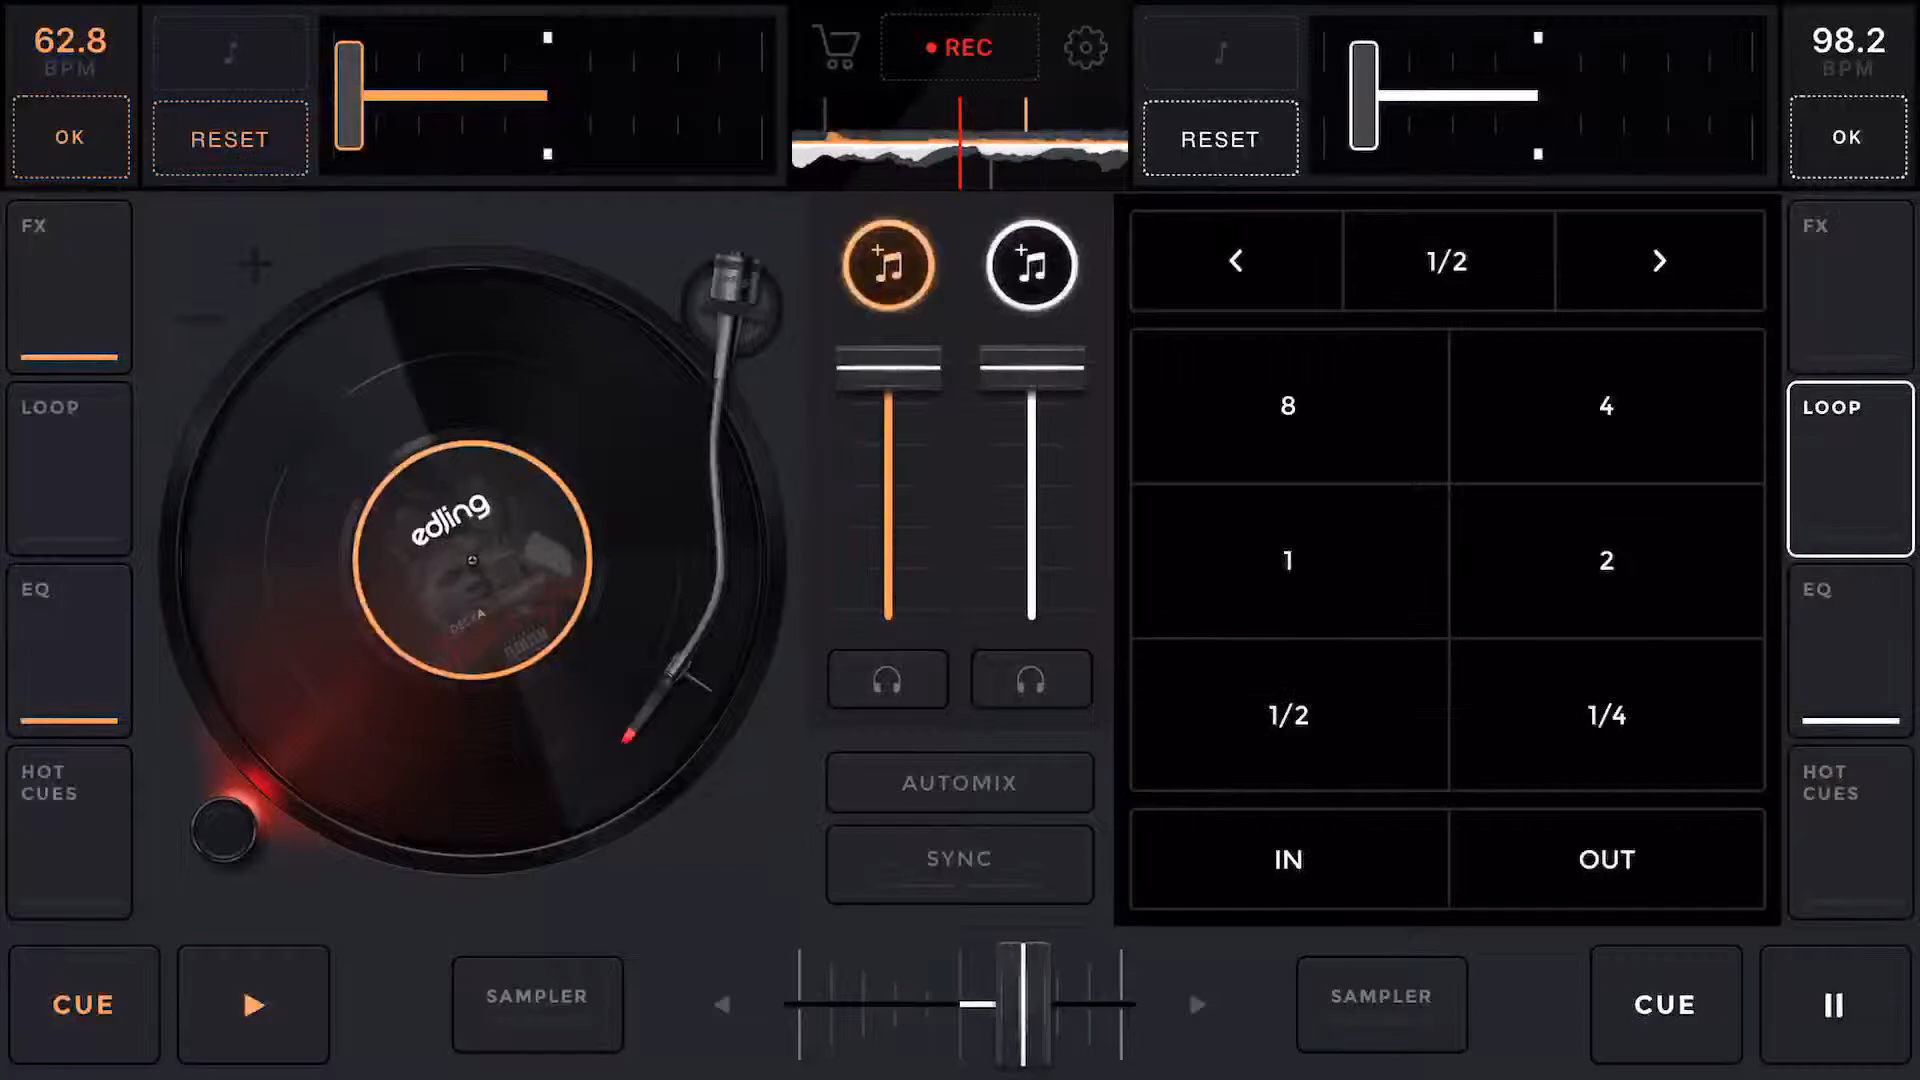 62.8
BPM
OK
RESET
REC
RESET
98.2
BPM
OK
FX
LOOP
EQ
HOT
CUES
edjing
DECK A
1/2
8
4
1
2
1/2
1/4
IN
OUT
FX
LOOP
EQ
HOT
CUES
AUTOMIX
SYNC
CUE
SAMPLER
SAMPLER
CUE